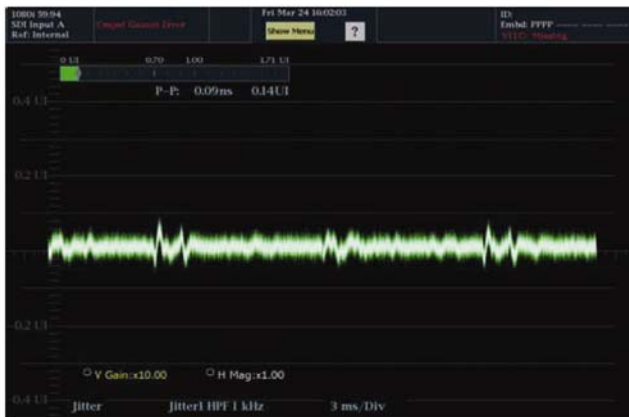 1080i 59.94
SDI Input A
Ref: Internal
Fri Mar 24 16:02:03
Show Menu
?
ID:
Embd: PPPP ---- ---- ----
VITC: Missing
0 UI 0.70 1.00 1.71 UI
P-P: 0.09ns 0.14UI
0.4 UI
0.2 UI
-0.2 UI
-0.4 UI
V Gain:x10.00 H Mag:x1.00
Jitter Jitter1 HPF 1 kHz 3 ms/Div